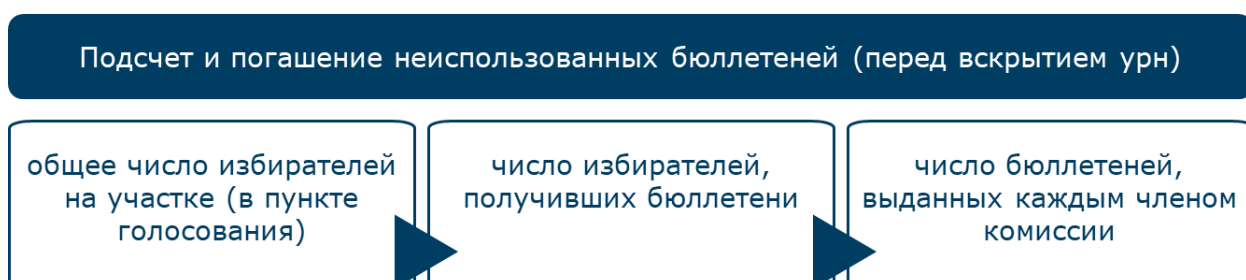 Подсчет и погашение неиспользованных бюллетеней (перед вскрытием урн)
общее число избирателей
на участке (в пункте
голосования)
число избирателей,
получивших бюллетени
число бюллетеней,
выданных каждым членом
комиссии